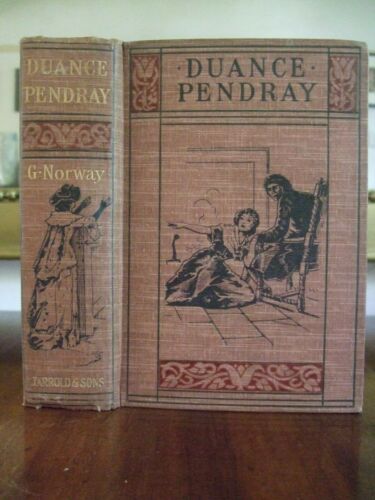 DUANCE
PENDRAY
G. Norway
JARROLD & SONS
· DUANCE ·
PENDRAY